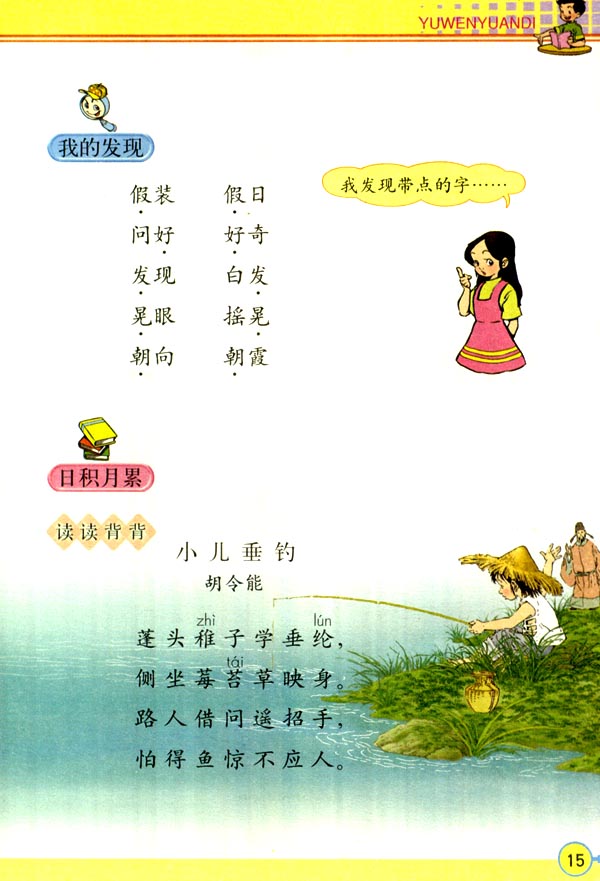 YUWENYUANDI
我的发现
我发现带点的字……
假装 假日
问好 好奇
发现 白发
晃眼 摇晃
朝向 朝霞
日积月累
读读背背
小儿垂钓
胡令能
zhì lún
蓬头稚子学垂纶，
tái
侧坐莓苔草映身。
路人借问遥招手，
怕得鱼惊不应人。
15